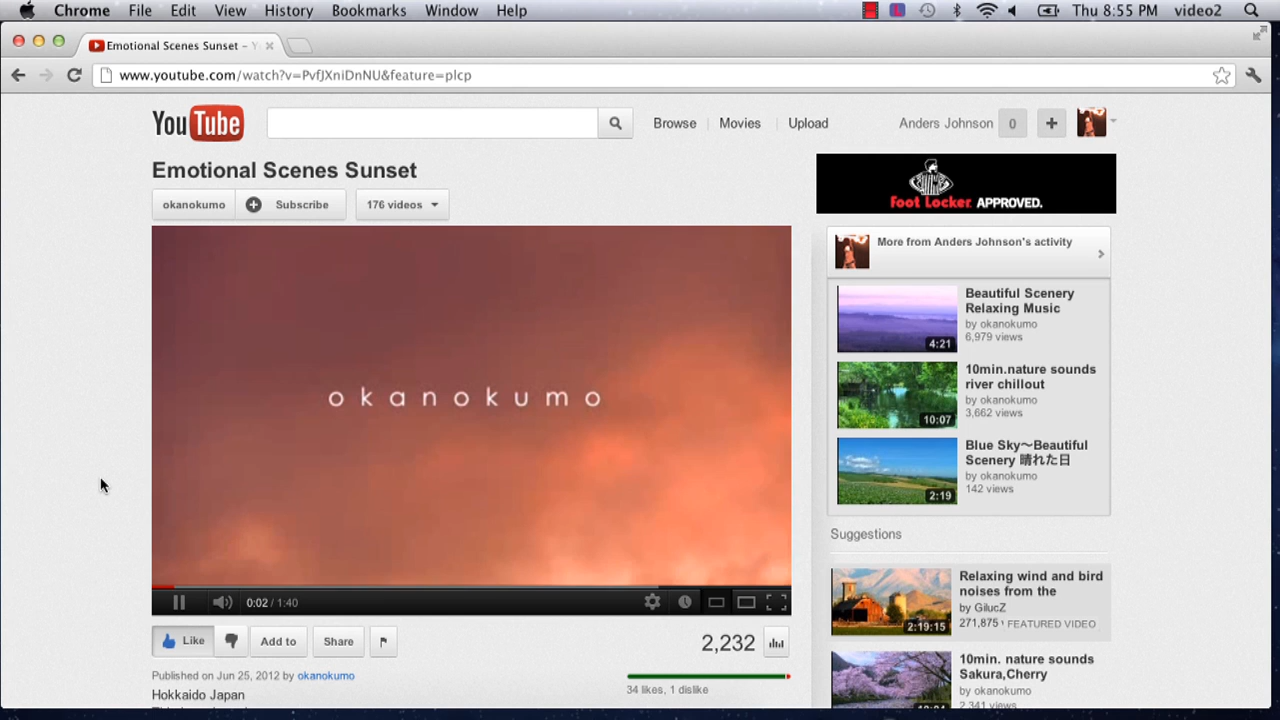 Chrome File Edit View History Bookmarks Window Help Thu 8:55 PM video2
Emotional Scenes Sunset - Y
www.youtube.com/watch?v=PvfJXniDnNU&feature=plcp
YouTube Browse Movies Upload Anders Johnson 0
Emotional Scenes Sunset
okanokumo Subscribe 176 videos
okanokumo
0:02 / 1:40
Like Add to Share 2,232
Published on Jun 25, 2012 by okanokumo
34 likes, 1 dislike
Hokkaido Japan
Foot Locker APPROVED.
More from Anders Johnson's activity
Beautiful Scenery
Relaxing Music
by okanokumo
6,979 views
4:21
10min.nature sounds
river chillout
by okanokumo
3,662 views
10:07
Blue Sky～Beautiful
Scenery 晴れた日
by okanokumo
142 views
2:19
Suggestions
Relaxing wind and bird
noises from the
by GilucZ
271,875 FEATURED VIDEO
2:19:15
10min. nature sounds
Sakura,Cherry
by okanokumo
2,341 views